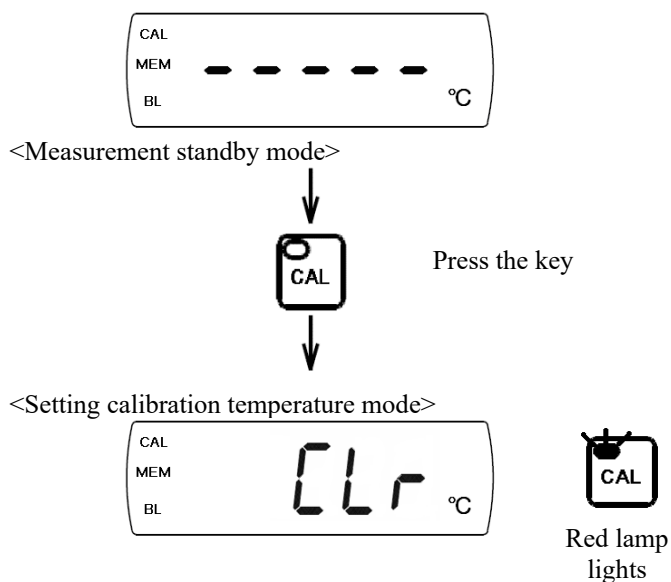 CAL
MEM - - - - -
BL °C
<Measurement standby mode>
CAL Press the key
<Setting calibration temperature mode>
CAL
MEM CLr
BL °C
CAL
Red lamp
lights